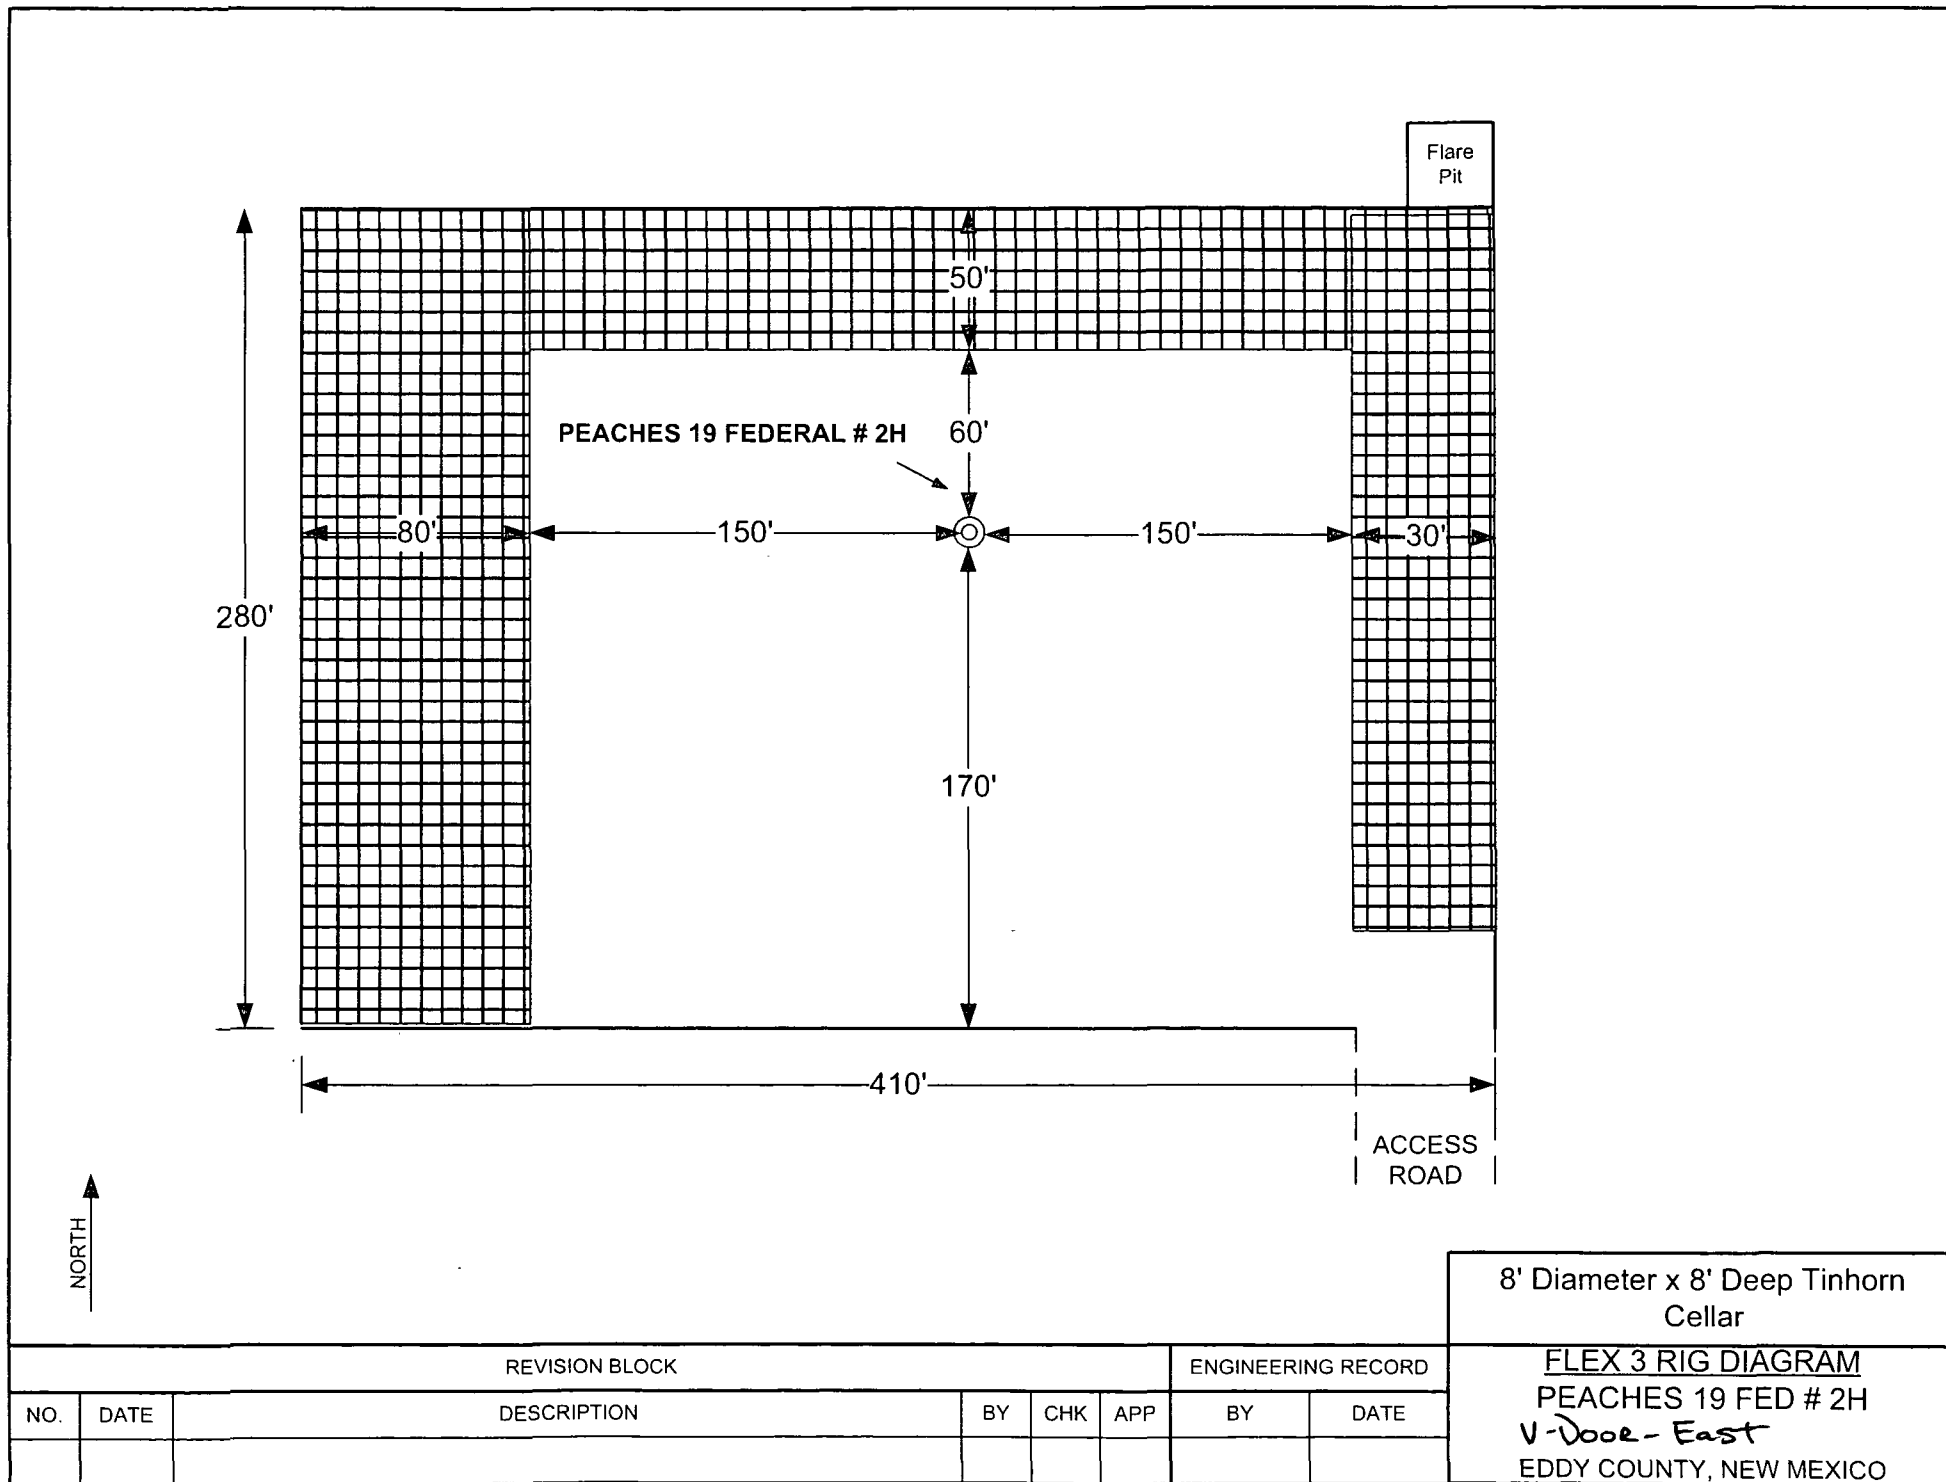 Flare
Pit
50'
PEACHES 19 FEDERAL # 2H
60'
80'
150'
150'
30'
280'
170'
410'
ACCESS
ROAD
NORTH
8' Diameter x 8' Deep Tinhorn
Cellar
REVISION BLOCK
ENGINEERING RECORD
FLEX 3 RIG DIAGRAM
PEACHES 19 FED # 2H
V-Door-East
EDDY COUNTY, NEW MEXICO
NO.
DATE
DESCRIPTION
BY
CHK
APP
BY
DATE